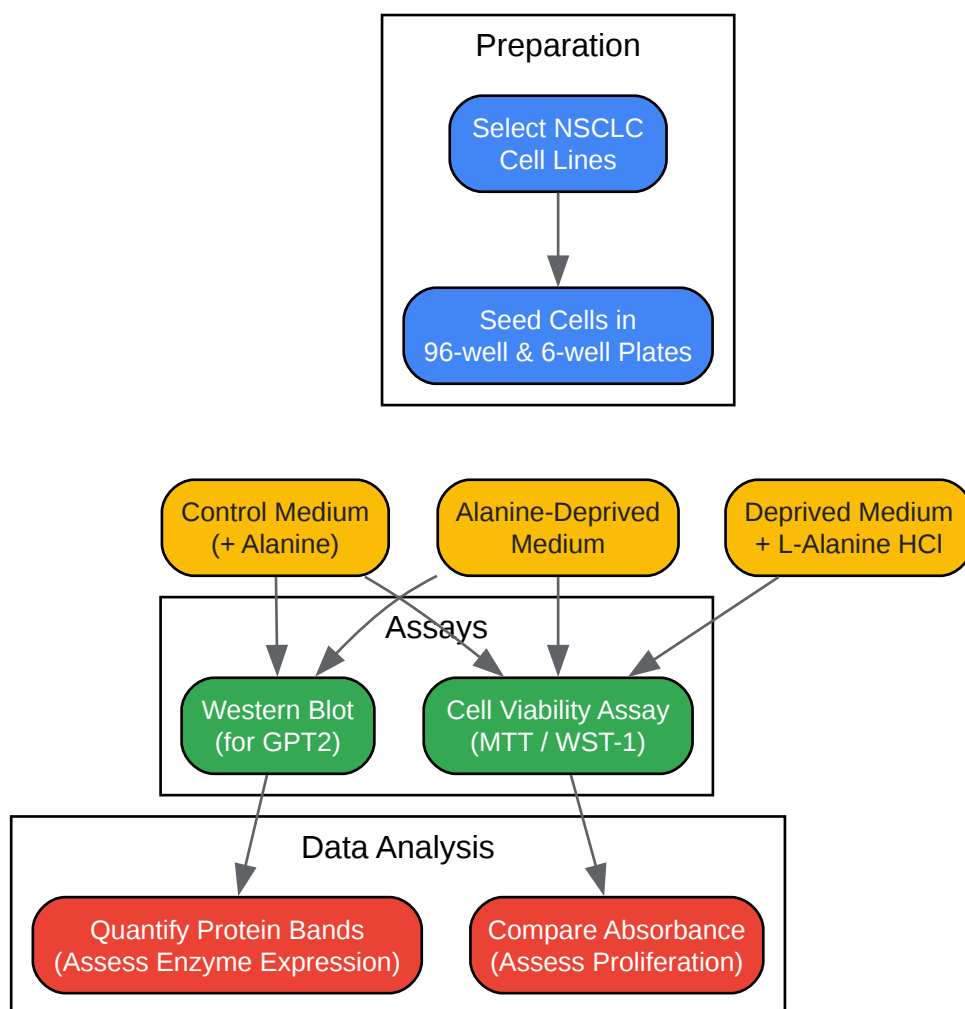 Preparation
Select NSCLC
Cell Lines
Seed Cells in
96-well & 6-well Plates
Control Medium
(+ Alanine)
Alanine-Deprived
Medium
Deprived Medium
+ L-Alanine HCl
Assays
Western Blot
(for GPT2)
Cell Viability Assay
(MTT / WST-1)
Data Analysis
Quantify Protein Bands
(Assess Enzyme Expression)
Compare Absorbance
(Assess Proliferation)